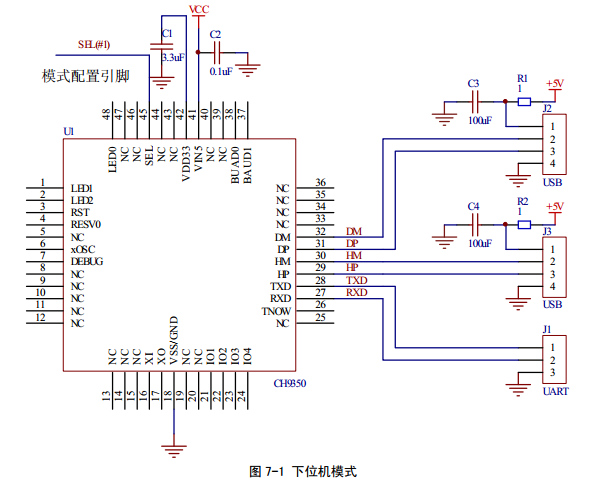 VCC
SEL(#1)
C1
3.3uF
C2
0.1uF
模式配置引脚
48 47 46 45 44 43 42 41 40 39 38 37
U1
LED0 NC NC SEL NC NC VDD33 VIN5 NC NC BUAD0 BAUD1
1 LED1
2 LED2
3 RST
4 RESV0
5 NC
6 xOSC
7 DEBUG
8 NC
9 NC
10 NC
11 NC
12 NC
NC 36
NC 35
NC 34
NC 33
DM 32 DM
DP 31 DP
HM 30 HM
HP 29 HP
TXD 28 TXD
RXD 27 RXD
TNOW 26
NC 25
NC NC NC XI XO VSS/GND NC NC IO1 IO2 IO3 IO4
CH9350
13 14 15 16 17 18 19 20 21 22 23 24
C3
100uF
R1
1
+5V
J2
1
2
3
4
USB
C4
100uF
R2
1
+5V
J3
1
2
3
4
USB
J1
1
2
3
UART
图 7-1 下位机模式